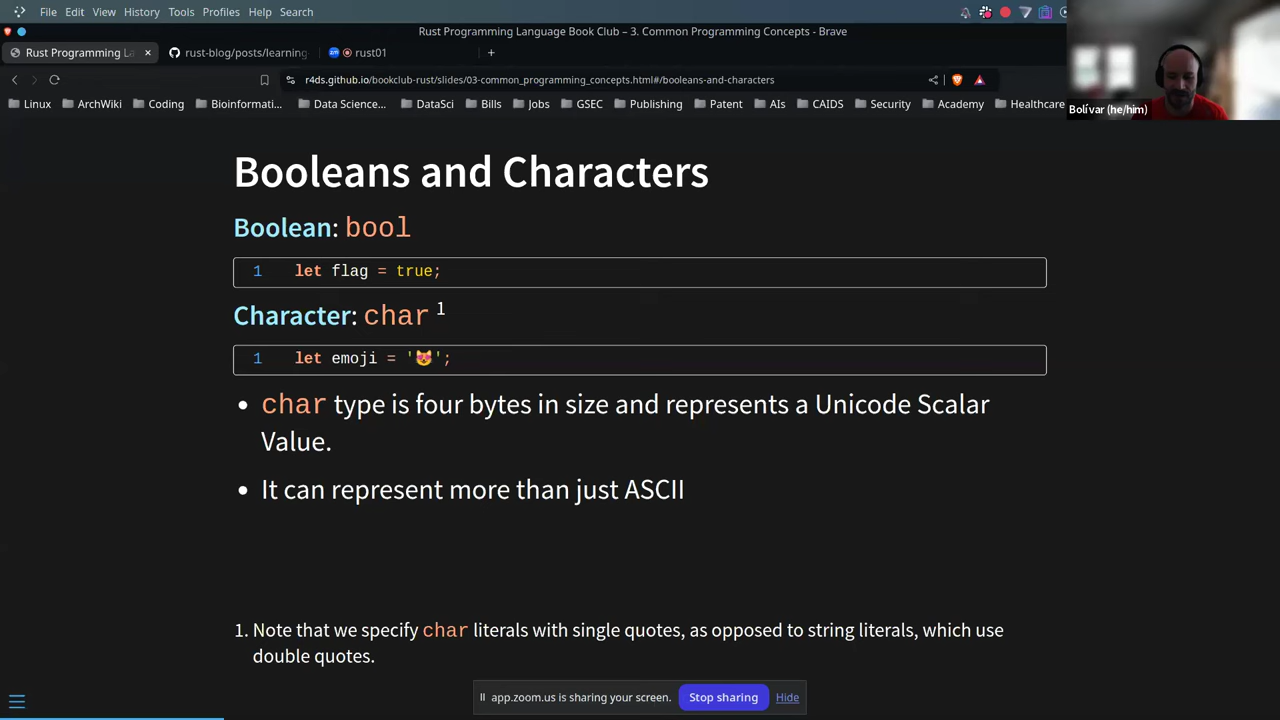 File Edit View History Tools Profiles Help Search
Rust Programming Language Book Club – 3. Common Programming Concepts - Brave
Rust Programming La
rust-blog/posts/learning
zm
rust01
r4ds.github.io/bookclub-rust/slides/03-common_programming_concepts.html#/booleans-and-characters
Linux ArchWiki Coding Bioinformati... Data Science... DataSci Bills Jobs GSEC Publishing Patent AIs CAIDS Security Academy Healthcare
Bolívar (he/him)
Booleans and Characters
Boolean: bool
1 let flag = true;
Character: char 1
1 let emoji = '😻';
• char type is four bytes in size and represents a Unicode Scalar
Value.
• It can represent more than just ASCII
1. Note that we specify char literals with single quotes, as opposed to string literals, which use
double quotes.
app.zoom.us is sharing your screen. Stop sharing Hide